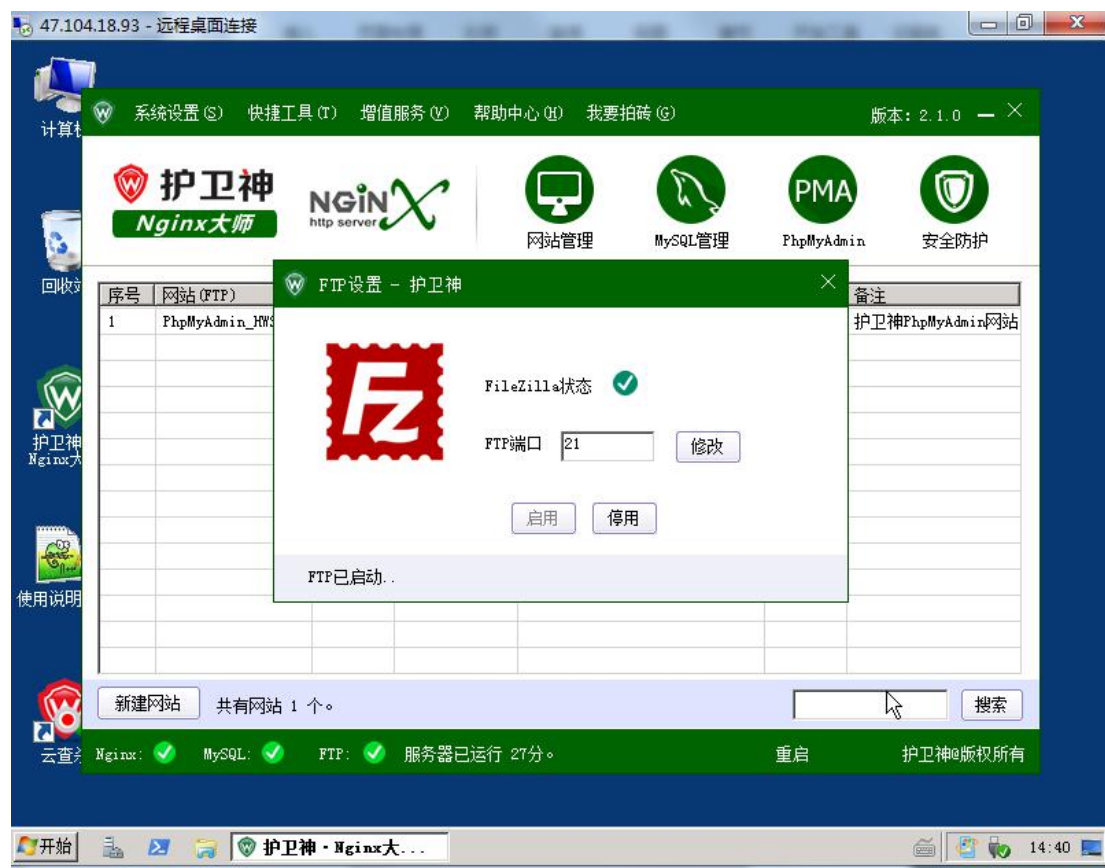 47.104.18.93 - 远程桌面连接
计算机
系统设置(S) 快捷工具(T) 增值服务(V) 帮助中心(H) 我要拍砖(G) 版本: 2.1.0
护卫神
Nginx大师
NGiNX
http server
网站管理
MySQL管理
PMA
PhpMyAdmin
安全防护
回收站
序号 网站(FTP) 备注
1 PhpMyAdmin_HWS 护卫神PhpMyAdmin网站
FTP设置 - 护卫神
Fz
FileZilla状态
FTP端口 21 修改
启用 停用
FTP已启动..
护卫神
Nginx大
使用说明
云查杀
新建网站 共有网站 1 个。 搜索
Nginx: MySQL: FTP: 服务器已运行 27分。 重启 护卫神@版权所有
开始 护卫神·Nginx大... 14:40